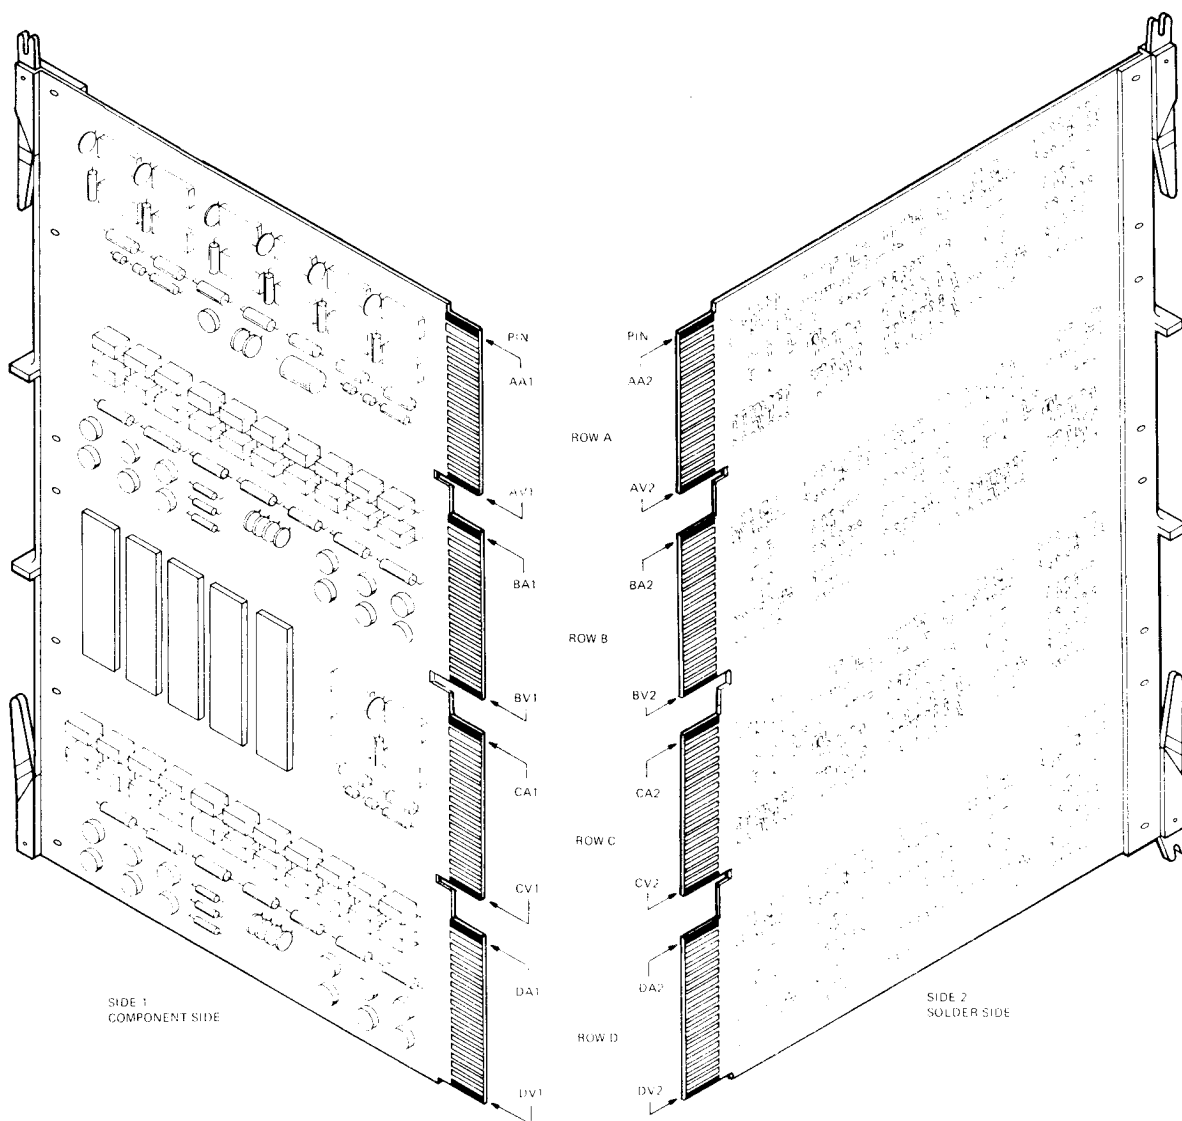 PIN
PIN
AA1
AA2
ROW A
AV1
AV2
BA1
BA2
ROW B
BV1
BV2
CA1
CA2
ROW C
CV1
CV2
DA1
DA2
SIDE 1
COMPONENT SIDE
SIDE 2
SOLDER SIDE
ROW D
DV1
DV2